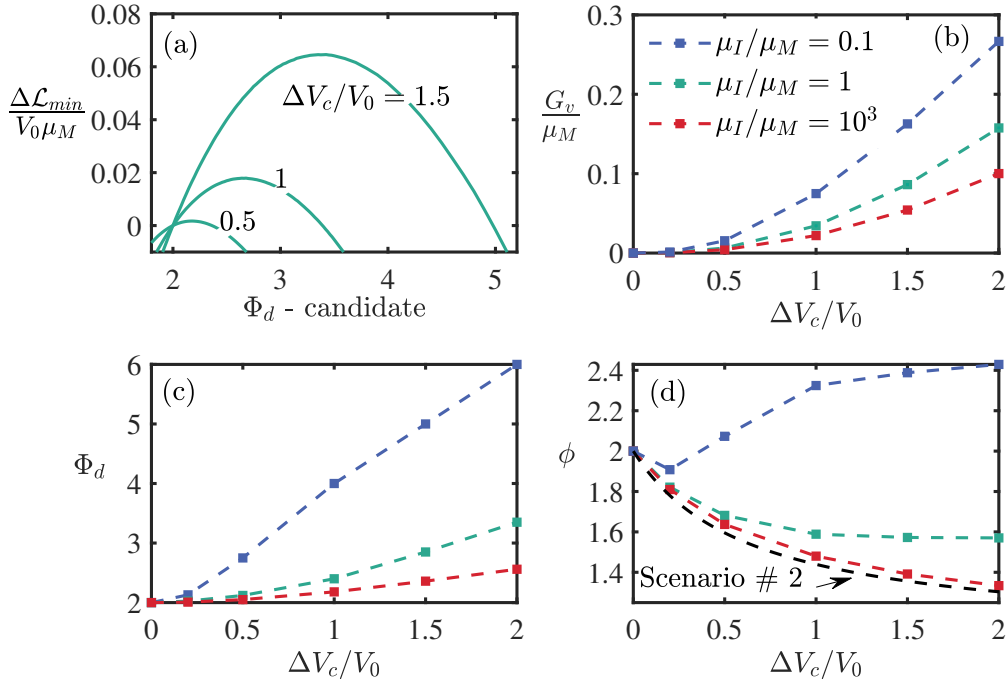 (a)
0.08
0.06
0.04
0.02
0
ΔL_min / V_0 μ_M
ΔV_c/V_0 = 1.5
1
0.5
2 3 4 5
Φ_d - candidate
(b)
0.3
0.2
0.1
0
G_v / μ_M
μ_I/μ_M = 0.1
μ_I/μ_M = 1
μ_I/μ_M = 10^3
0 0.5 1 1.5 2
ΔV_c/V_0
(c)
6
5
4
3
2
Φ_d
0 0.5 1 1.5 2
ΔV_c/V_0
(d)
2.4
2.2
2
1.8
1.6
1.4
ϕ
Scenario # 2
0 0.5 1 1.5 2
ΔV_c/V_0